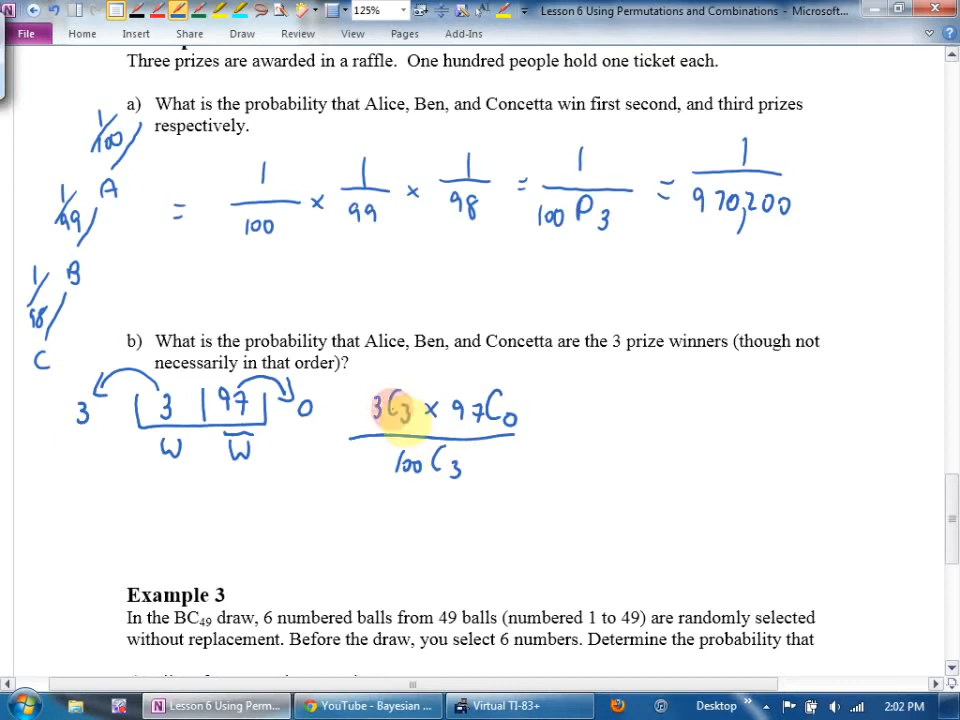 125%
Lesson 6 Using Permutations and Combinations - Microsoft...
File Home Insert Share Draw Review View Pages Add-Ins
Three prizes are awarded in a raffle. One hundred people hold one ticket each.
a) What is the probability that Alice, Ben, and Concetta win first second, and third prizes
respectively.
1/100 A
1/99 B
1/98 C
= 1/100 × 1/99 × 1/98 = 1/100P3 = 1/970,200
b) What is the probability that Alice, Ben, and Concetta are the 3 prize winners (though not
necessarily in that order)?
3 3 97 0
W W̅
3C3 × 97C0
100C3
Example 3
In the BC49 draw, 6 numbered balls from 49 balls (numbered 1 to 49) are randomly selected
without replacement. Before the draw, you select 6 numbers. Determine the probability that
Lesson 6 Using Perm... YouTube - Bayesian ... Virtual TI-83+ Desktop 2:02 PM